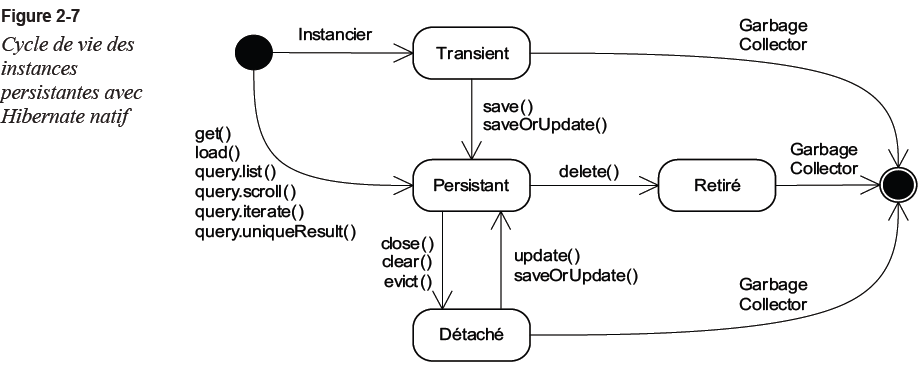 Figure 2-7
Cycle de vie des
instances
persistantes avec
Hibernate natif
Instancier
Transient
Garbage
Collector
save()
saveOrUpdate()
get()
load()
query.list()
query.scroll()
query.iterate()
query.uniqueResult()
Persistant
delete()
Retiré
Garbage
Collector
close()
clear()
evict()
update()
saveOrUpdate()
Détaché
Garbage
Collector